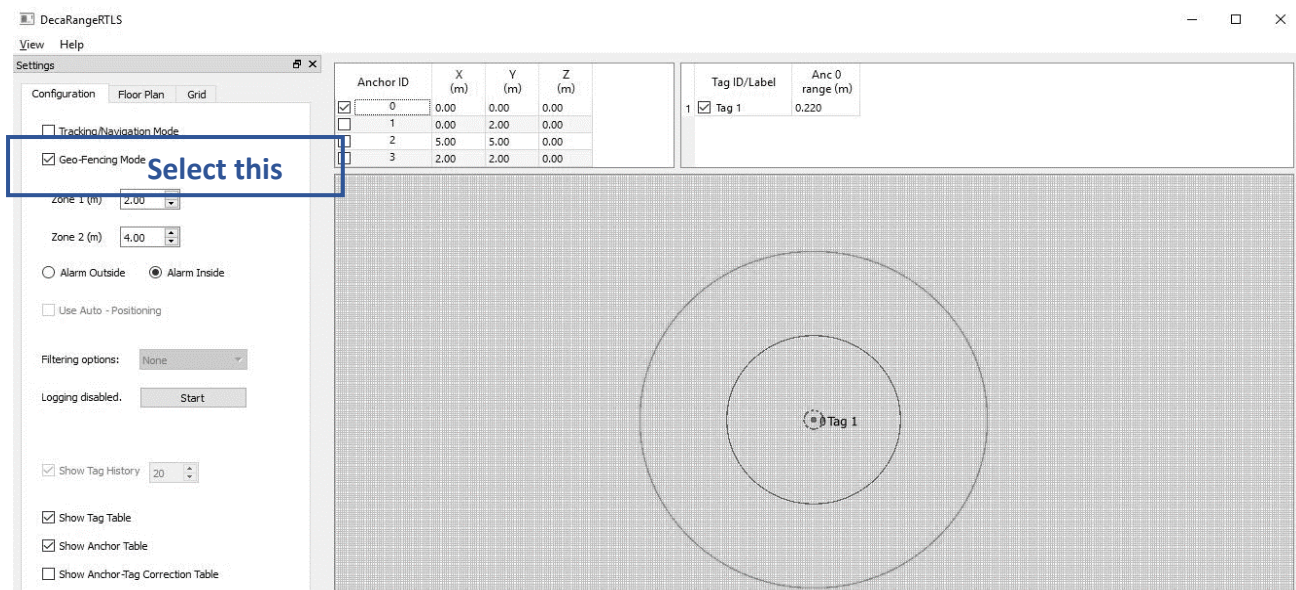 DecaRangeRTLS
View Help
Settings
Configuration Floor Plan Grid
Tracking/Navigation Mode
Geo-Fencing Mode
Select this
Zone 1 (m) 2.00
Zone 2 (m) 4.00
Alarm Outside Alarm Inside
Use Auto - Positioning
Filtering options: None
Logging disabled. Start
Show Tag History 20
Show Tag Table
Show Anchor Table
Show Anchor-Tag Correction Table
Anchor ID X (m) Y (m) Z (m)
0 0.00 0.00 0.00
1 0.00 2.00 0.00
2 5.00 5.00 0.00
3 2.00 2.00 0.00
Tag ID/Label Anc 0 range (m)
1 Tag 1 0.220
Tag 1